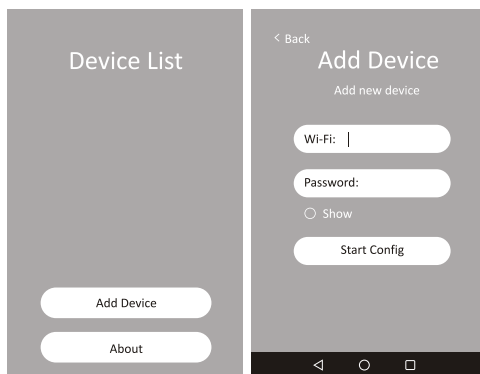 Device List
Add Device
About
< Back
Add Device
Add new device
Wi-Fi:
Password:
Show
Start Config